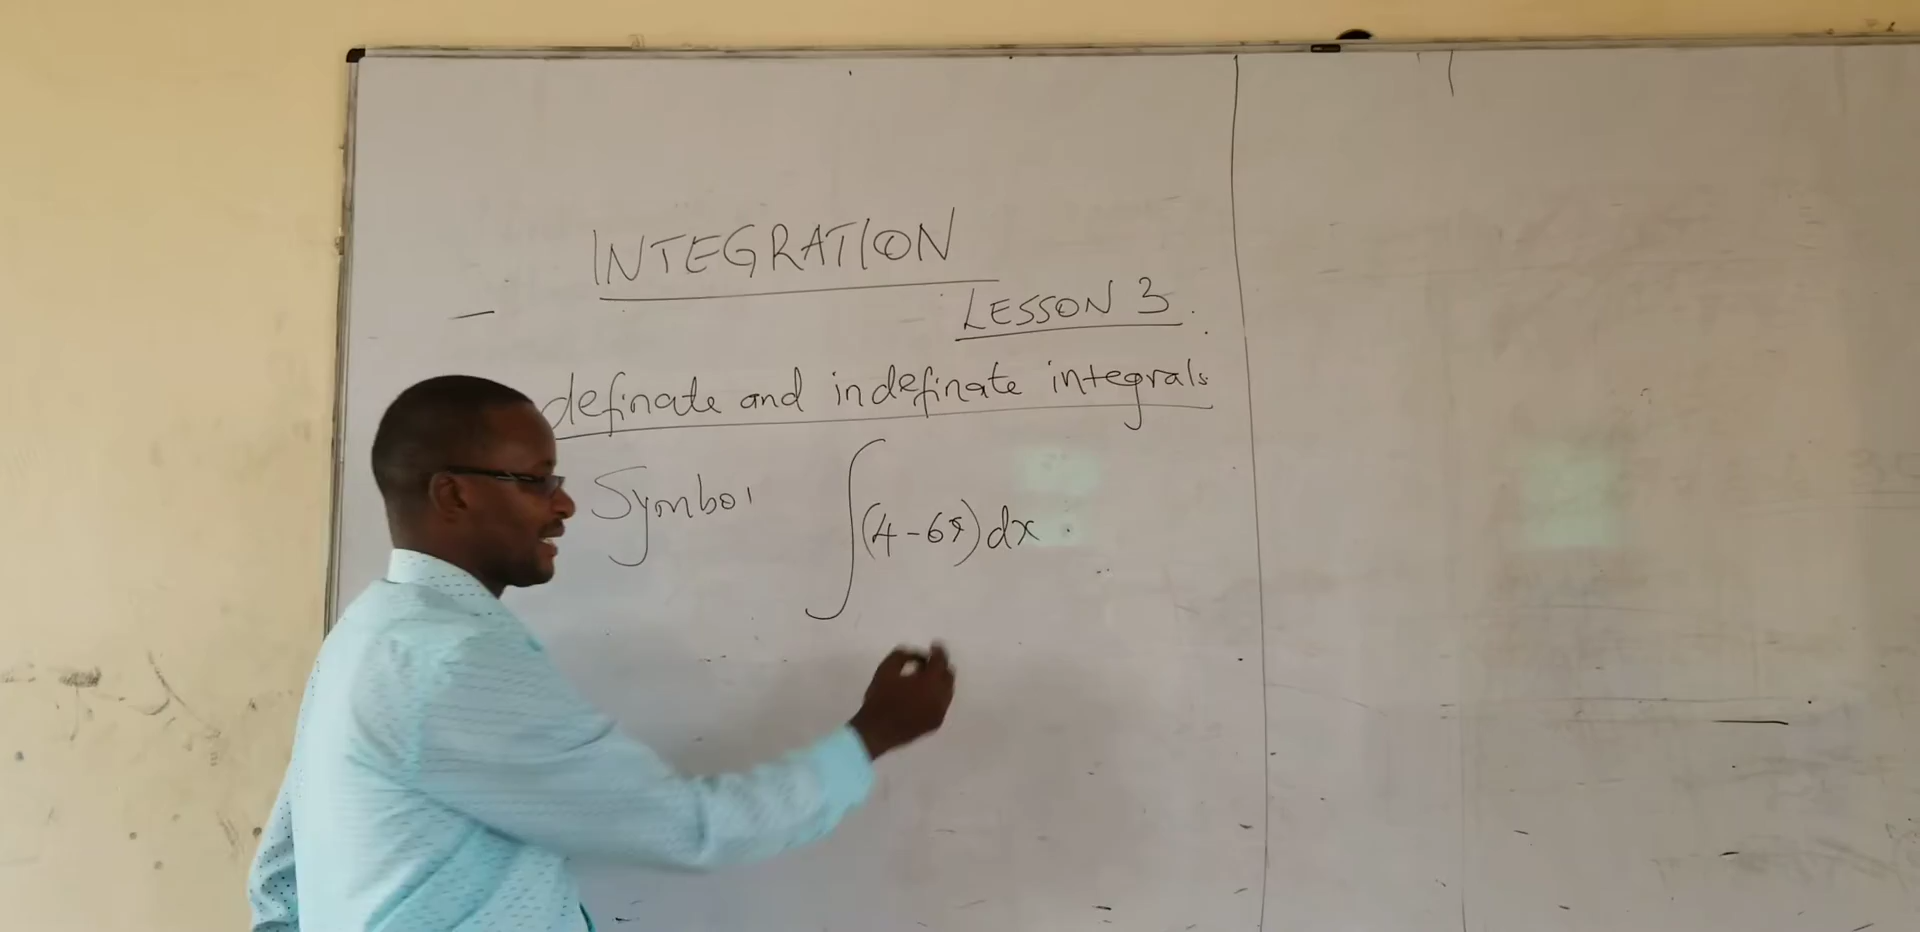 INTEGRATION
LESSON 3.
definate and indefinate integrals
Symbol ∫(4-6x)dx